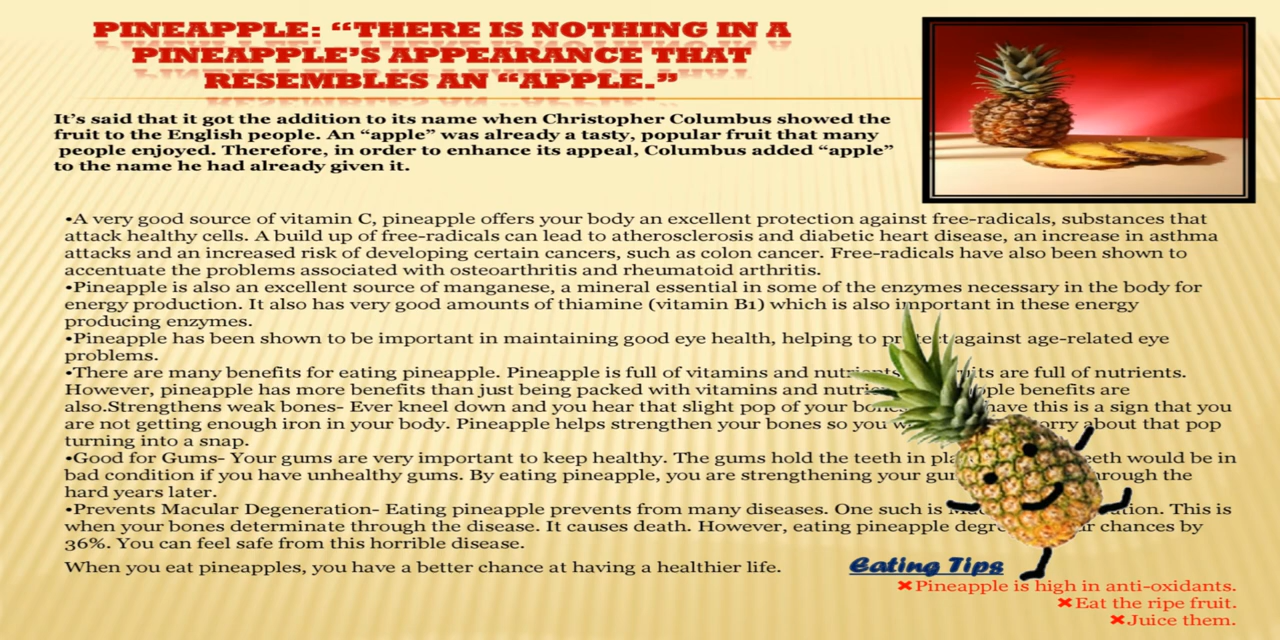 PINEAPPLE: “THERE IS NOTHING IN A
PINEAPPLE’S APPEARANCE THAT
RESEMBLES AN “APPLE.”
It’s said that it got the addition to its name when Christopher Columbus showed the
fruit to the English people. An “apple” was already a tasty, popular fruit that many
people enjoyed. Therefore, in order to enhance its appeal, Columbus added “apple”
to the name he had already given it.
•A very good source of vitamin C, pineapple offers your body an excellent protection against free-radicals, substances that
attack healthy cells. A build up of free-radicals can lead to atherosclerosis and diabetic heart disease, an increase in asthma
attacks and an increased risk of developing certain cancers, such as colon cancer. Free-radicals have also been shown to
accentuate the problems associated with osteoarthritis and rheumatoid arthritis.
•Pineapple is also an excellent source of manganese, a mineral essential in some of the enzymes necessary in the body for
energy production. It also has very good amounts of thiamine (vitamin B1) which is also important in these energy
producing enzymes.
•Pineapple has been shown to be important in maintaining good eye health, helping to protect against age-related eye
problems.
•There are many benefits for eating pineapple. Pineapple is full of vitamins and nutrients. are full of nutrients.
However, pineapple has more benefits than just being packed with vitamins and benefits are
also.Strengthens weak bones- Ever kneel down and you hear that slight pop of your have this is a sign that you
are not getting enough iron in your body. Pineapple helps strengthen your bones so you about that pop
turning into a snap.
•Good for Gums- Your gums are very important to keep healthy. The gums hold the teeth in would be in
bad condition if you have unhealthy gums. By eating pineapple, you are strengthening your the
hard years later.
•Prevents Macular Degeneration- Eating pineapple prevents from many diseases. One such is This is
when your bones determinate through the disease. It causes death. However, eating pineapple chances by
36%. You can feel safe from this horrible disease.
When you eat pineapples, you have a better chance at having a healthier life.
Eating Tips
✖Pineapple is high in anti-oxidants.
✖Eat the ripe fruit.
✖Juice them.